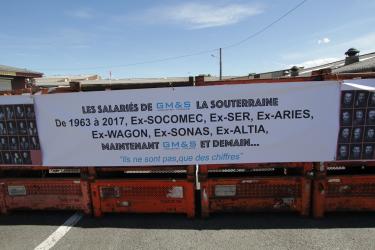 LES SALARIÉS DE GM&S LA SOUTERRAINE
De 1963 à 2017, Ex-SOCOMEC, Ex-SER, Ex-ARIES,
Ex-WAGON, Ex-SONAS, Ex-ALTIA,
MAINTENANT GM&S ET DEMAIN...
"Ils ne sont pas,que des chiffres"